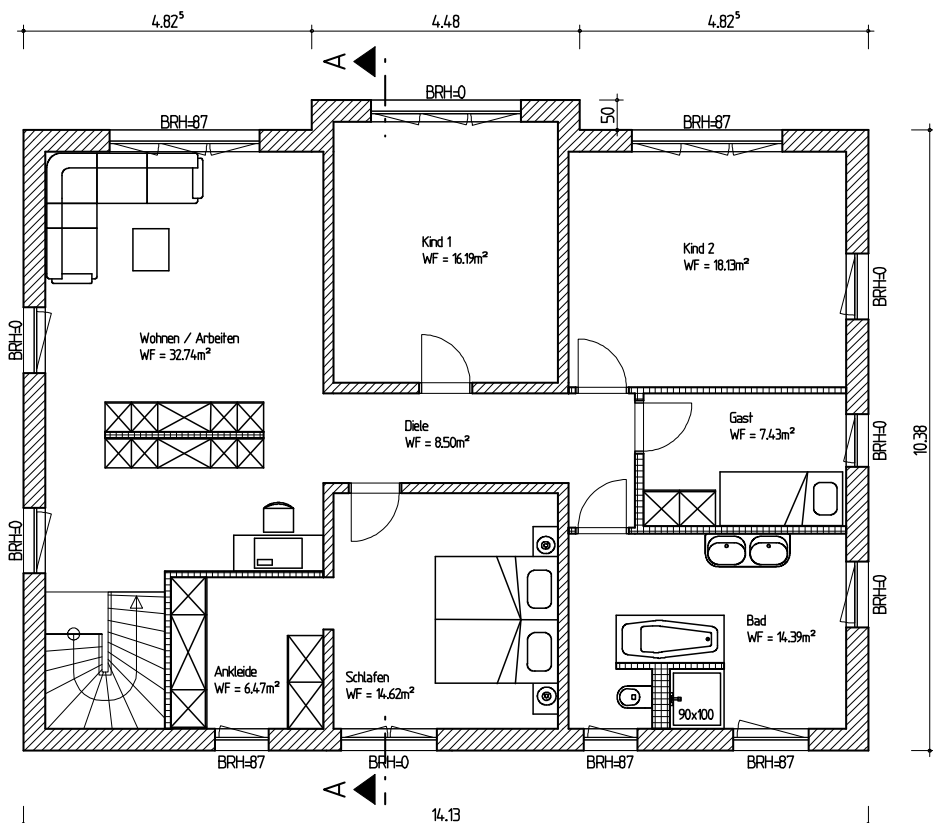 4.82⁵
4.48
4.82⁵
A
BRH=0
BRH=87
50
BRH=87
Kind 1
WF = 16.19m²
Kind 2
WF = 18.13m²
BRH=0
BRH=0
Wohnen / Arbeiten
WF = 32.74m²
Diele
WF = 8.50m²
Gast
WF = 7.43m²
BRH=0
10.38
BRH=0
BRH=0
Bad
WF = 14.39m²
Ankleide
WF = 6.47m²
Schlafen
WF = 14.62m²
90x100
BRH=87
BRH=0
BRH=87
BRH=87
A
14.13